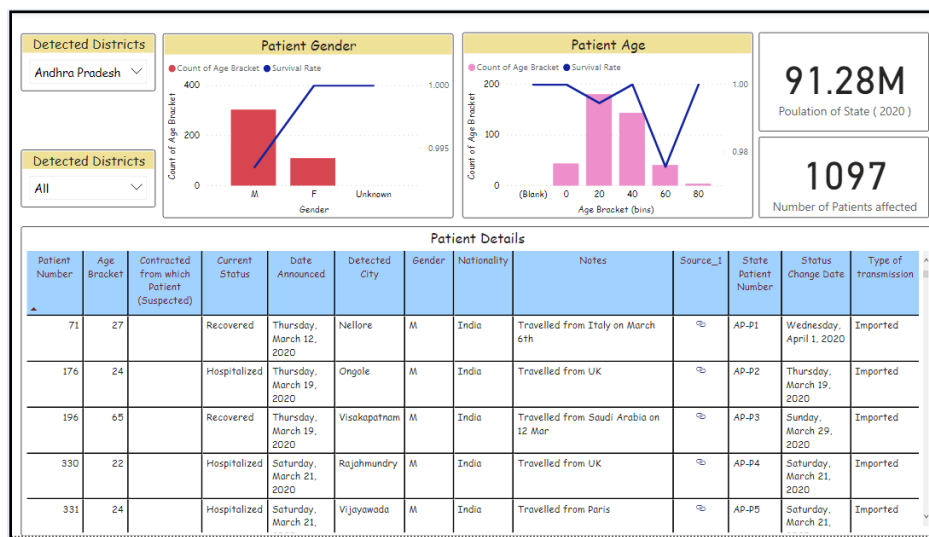 Detected Districts
Andhra Pradesh
Detected Districts
All
Patient Gender
Count of Age Bracket Survival Rate
Count of Age Bracket
400
200
0
1.000
0.995
M F Unknown
Gender
Patient Age
Count of Age Bracket Survival Rate
Count of Age Bracket
200
100
0
1.00
0.98
(Blank) 0 20 40 60 80
Age Bracket (bins)
91.28M
Poulation of State ( 2020 )
1097
Number of Patients affected
Patient Details
Patient Age Contracted Current Date Detected Gender Nationality Notes Source_1 State Status Type of
Number Bracket from which Status Announced City Patient Change Date transmission
Patient Number
(Suspected)
71 27 Recovered Thursday, Nellore M India Travelled from Italy on March AP-P1 Wednesday, Imported
March 12, 6th April 1, 2020
2020
176 24 Hospitalized Thursday, Ongole M India Travelled from UK AP-P2 Thursday, Imported
March 19, March 19,
2020 2020
196 65 Recovered Thursday, Visakapatnam M India Travelled from Saudi Arabia on AP-P3 Sunday, Imported
March 19, 12 Mar March 29,
2020 2020
330 22 Hospitalized Saturday, Rajahmundry M India Travelled from UK AP-P4 Saturday, Imported
March 21, March 21,
2020 2020
331 24 Hospitalized Saturday, Vijayawada M India Travelled from Paris AP-P5 Saturday, Imported
March 21, March 21,